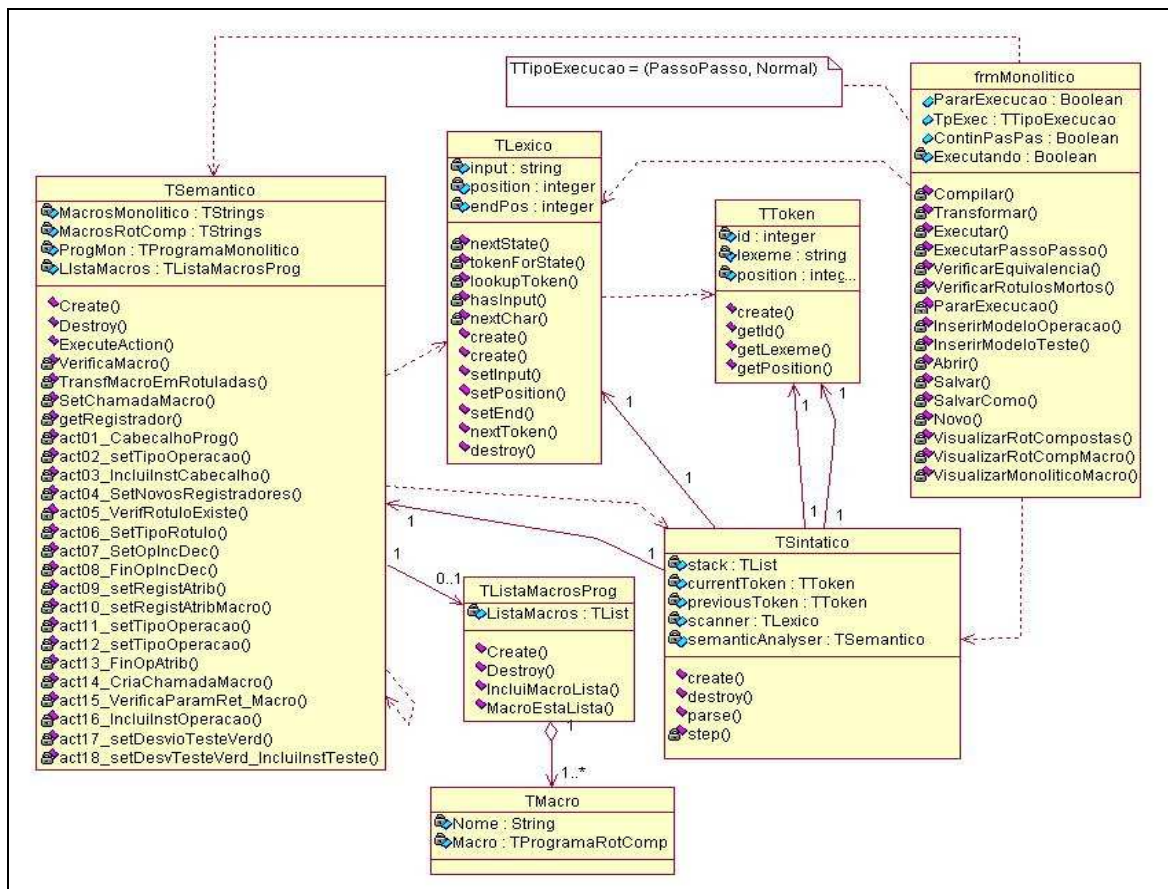 TTipoExecucao = (PassoPasso, Normal)
frmMonolitico
PararExecucao : Boolean
TpExec : TTipoExecucao
ContinPasPas : Boolean
Executando : Boolean
Compilar()
Transformar()
Executar()
ExecutarPassoPasso()
VerificarEquivalencia()
VerificarRotulosMortos()
PararExecucao()
InserirModeloOperacao()
InserirModeloTeste()
Abrir()
Salvar()
SalvarComo()
Novo()
VisualizarRotCompostas()
VisualizarRotCompMacro()
VisualizarMonoliticoMacro()
TLexico
input : string
position : integer
endPos : integer
nextState()
tokenForState()
lookupToken()
hasInput()
nextChar()
create()
create()
setInput()
setPosition()
setEnd()
nextToken()
destroy()
TToken
id : integer
lexeme : string
position : integ...
create()
getId()
getLexeme()
getPosition()
TSemantico
MacrosMonolitico : TStrings
MacrosRotComp : TStrings
ProgMon : TProgramaMonolitico
LIstaMacros : TListaMacrosProg
Create()
Destroy()
ExecuteAction()
VerificaMacro()
TransfMacroEmRotuladas()
SetChamadaMacro()
getRegistrador()
act01_CabecalhoProg()
act02_setTipoOperacao()
act03_IncluiInstCabecalho()
act04_SetNovosRegistradores()
act05_VerifRotuloExiste()
act06_SetTipoRotulo()
act07_SetOpIncDec()
act08_FinOpIncDec()
act09_setRegistAtrib()
act10_setRegistAtribMacro()
act11_setTipoOperacao()
act12_setTipoOperacao()
act13_FinOpAtrib()
act14_CriaChamadaMacro()
act15_VerificaParamRet_Macro()
act16_IncluiInstOperacao()
act17_setDesvioTesteVerd()
act18_setDesvTesteVerd_IncluiInstTeste()
1
1
1
1
1
1
1
1
1
0..1
TListaMacrosProg
ListaMacros : TList
Create()
Destroy()
IncluiMacroLista()
MacroEstaLista()
1
1..*
TSintatico
stack : TList
currentToken : TToken
previousToken : TToken
scanner : TLexico
semanticAnalyser : TSemantico
create()
destroy()
parse()
step()
TMacro
Nome : String
Macro : TProgramaRotComp